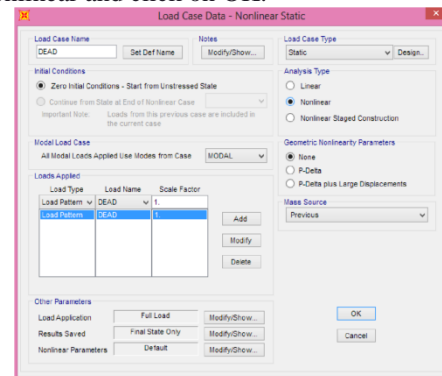 Load Case Data - Nonlinear Static
Load Case Name
DEAD
Set Def Name
Notes
Modify/Show...
Load Case Type
Static
Design..
Initial Conditions
Zero Initial Conditions - Start from Unstressed State
Continue from State at End of Nonlinear Case
Important Note: Loads from this previous case are included in
the current case
Analysis Type
Linear
Nonlinear
Nonlinear Staged Construction
Modal Load Case
All Modal Loads Applied Use Modes from Case MODAL
Geometric Nonlinearity Parameters
None
P-Delta
P-Delta plus Large Displacements
Loads Applied
Load Type Load Name Scale Factor
Load Pattern DEAD 1.
Load Pattern DEAD 1.
Add
Modify
Delete
Mass Source
Previous
Other Parameters
Load Application Full Load Modify/Show...
Results Saved Final State Only Modify/Show...
Nonlinear Parameters Default Modify/Show...
OK
Cancel